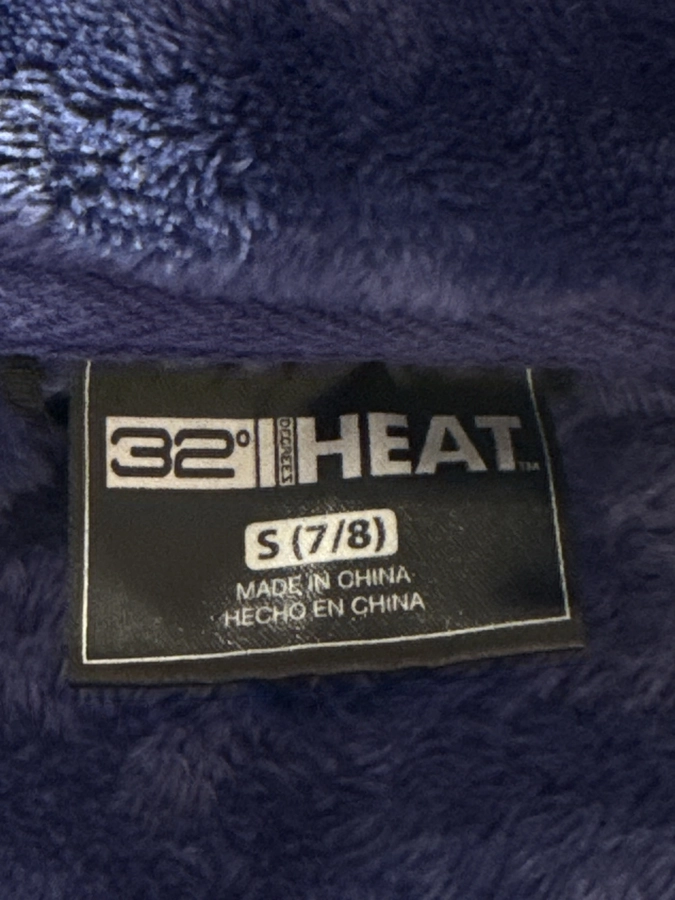 32° DEGREES HEAT™
S (7/8)
MADE IN CHINA
HECHO EN CHINA